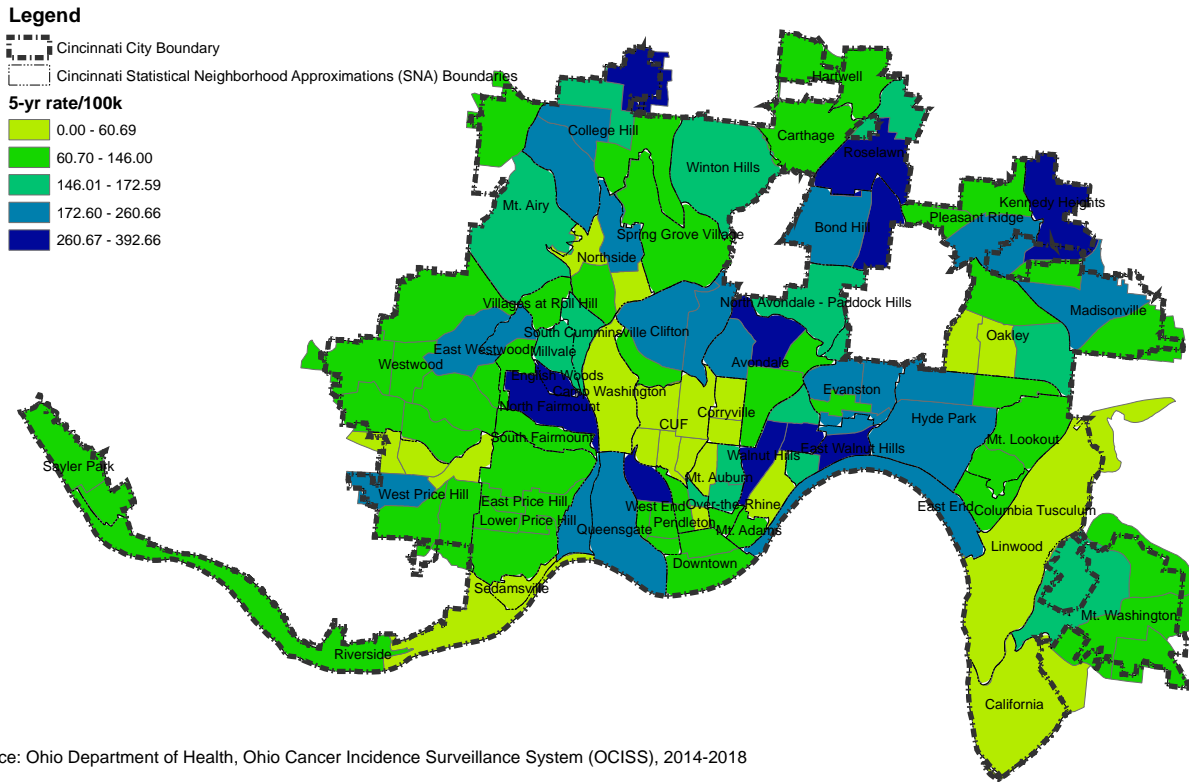 Legend
Cincinnati City Boundary
Cincinnati Statistical Neighborhood Approximations (SNA) Boundaries
5-yr rate/100k
0.00 - 60.69
60.70 - 146.00
146.01 - 172.59
172.60 - 260.66
260.67 - 392.66
Hartwell
College Hill
Carthage
Roselawn
Winton Hills
Mt. Airy
Kennedy Heights
Pleasant Ridge
Bond Hill
Spring Grove Village
Northside
Villages at Roll Hill
North Avondale - Paddock Hills
Madisonville
South Cumminsville
Clifton
Oakley
East Westwood
Millvale
Westwood
Avondale
English Woods
Camp Washington
Evanston
North Fairmount
Corryville
Hyde Park
CUF
South Fairmount
Mt. Lookout
East Walnut Hills
Walnut Hills
Sayler Park
Mt. Auburn
West Price Hill
East Price Hill
West End
Over-the-Rhine
East End
Columbia Tusculum
Lower Price Hill
Pendleton
Queensgate
Mt. Adams
Linwood
Downtown
Sedamsville
Mt. Washington
Riverside
California
ce: Ohio Department of Health, Ohio Cancer Incidence Surveillance System (OCISS), 2014-2018